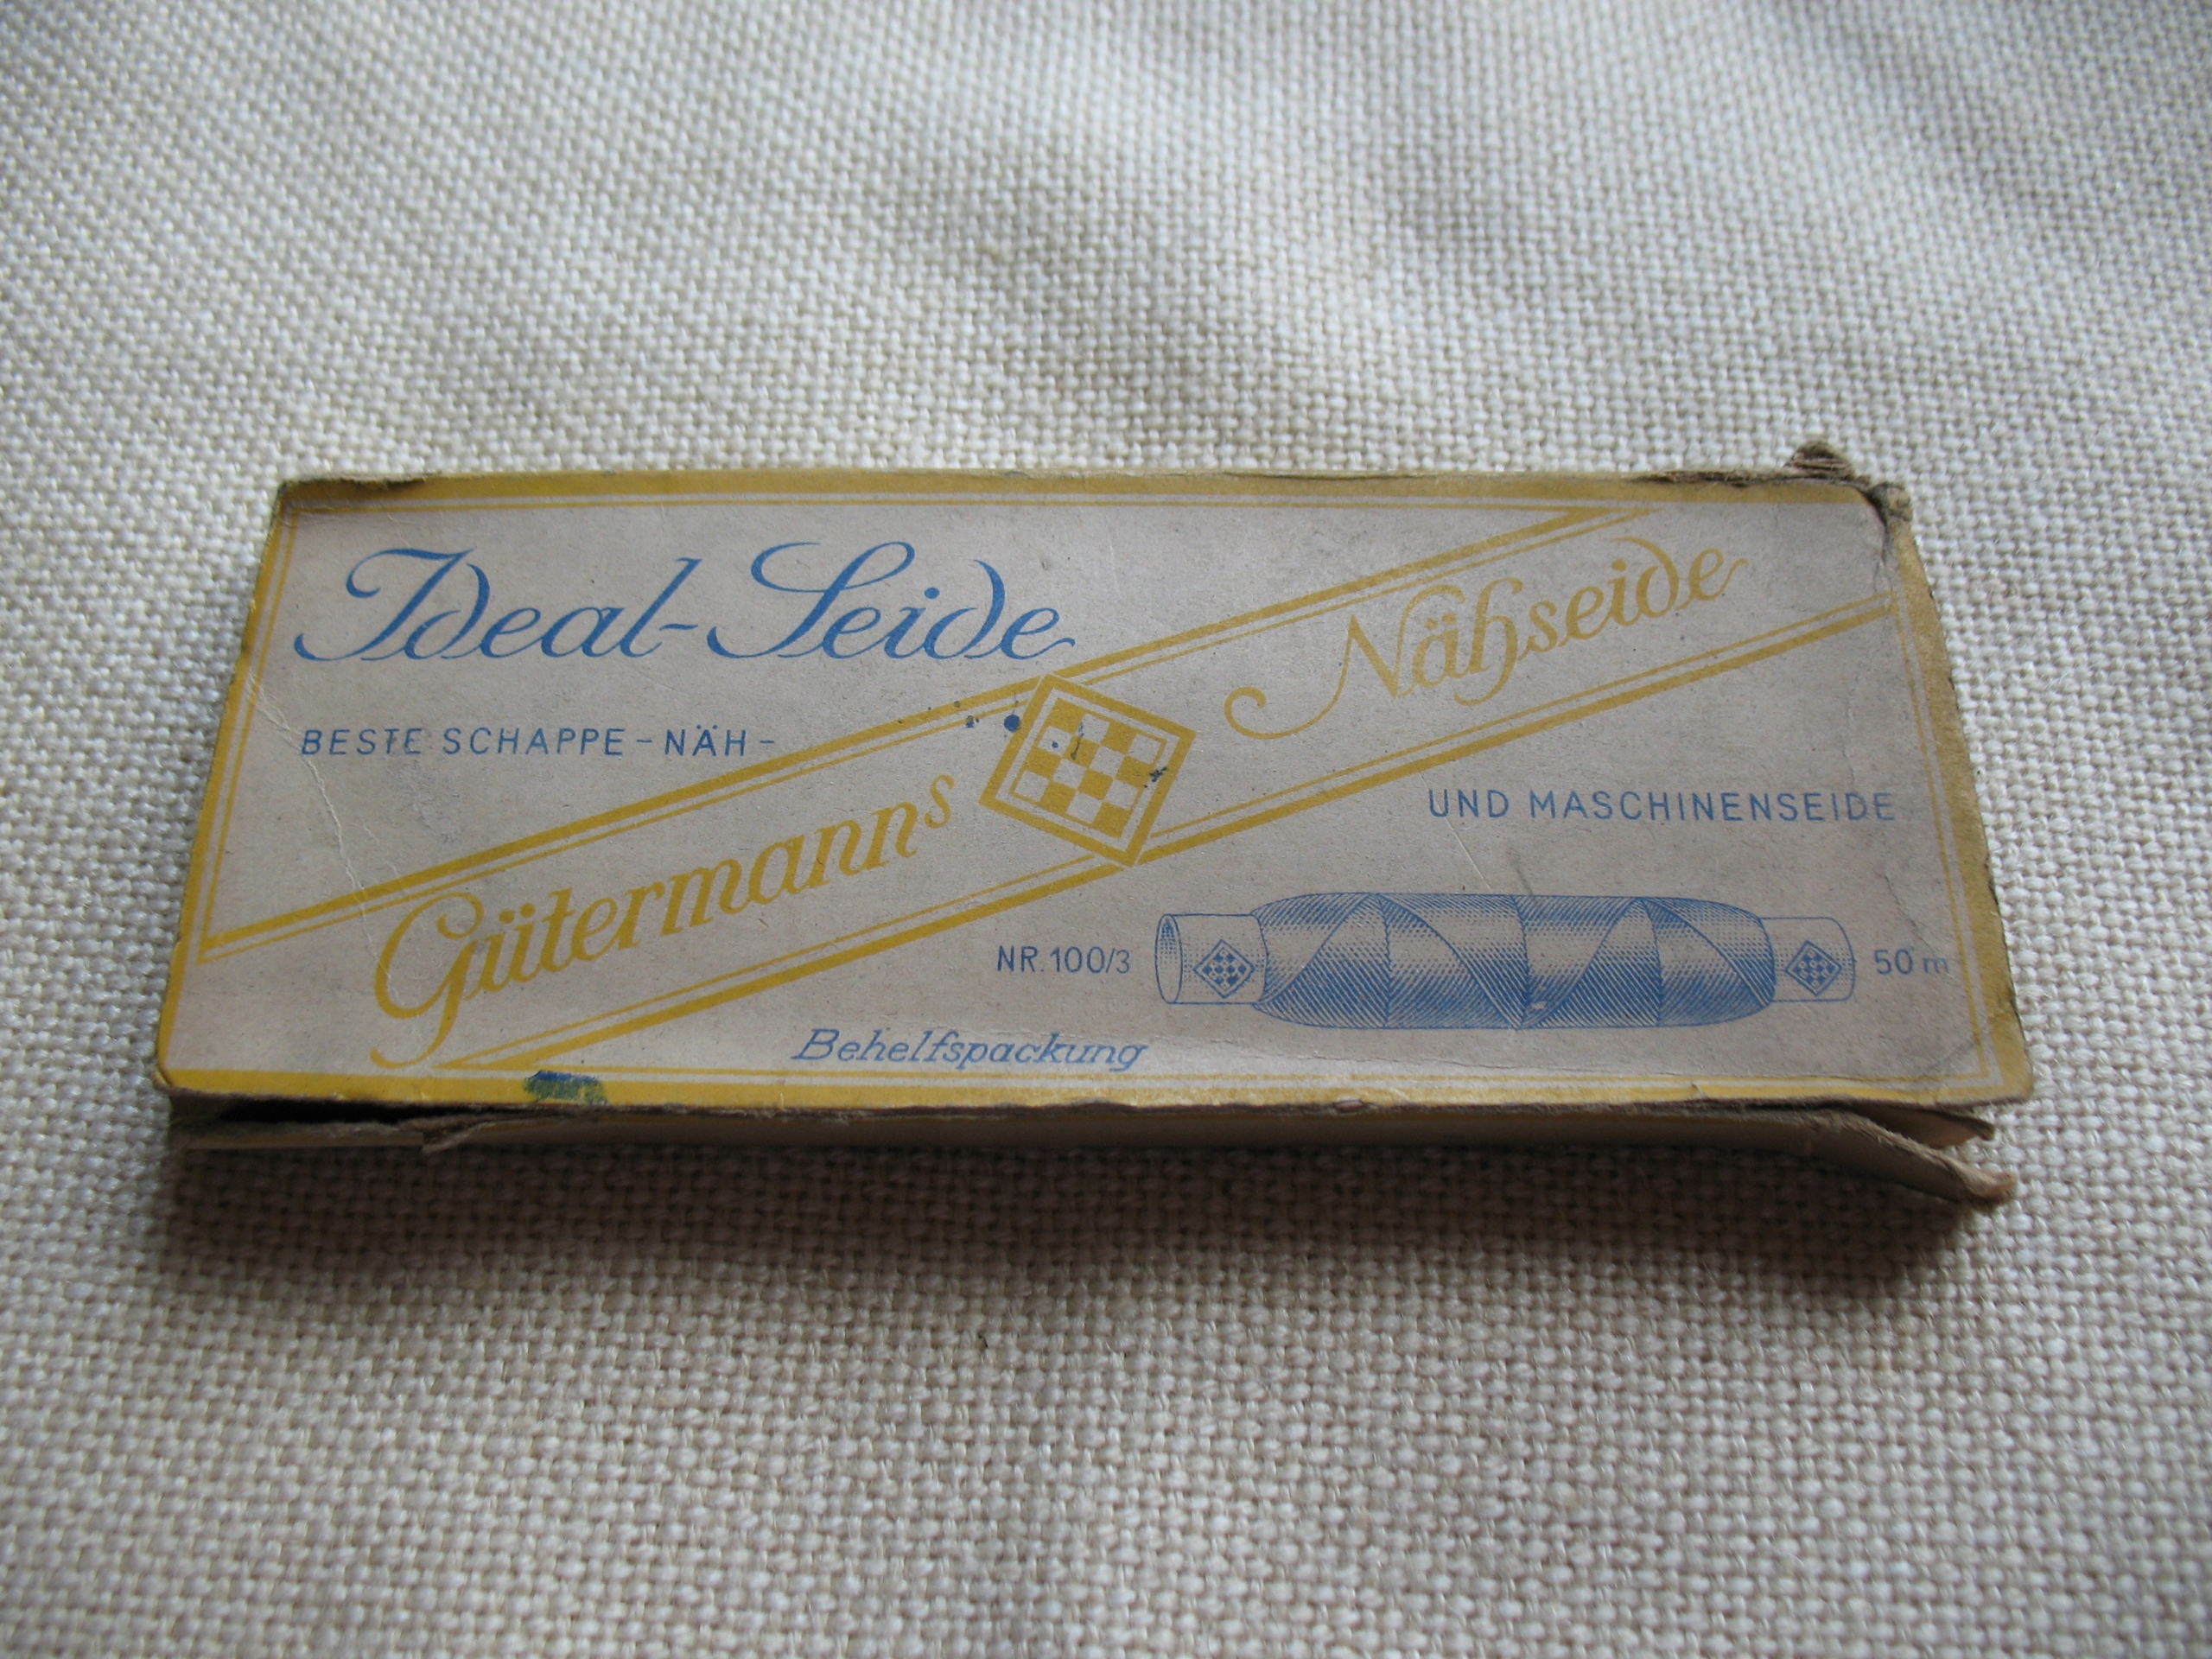 Ideal-Seide
BESTE SCHAPPE-NÄH-
Gütermanns Nähseide
UND MASCHINENSEIDE
NR. 100/3
50 m
Behelfspackung